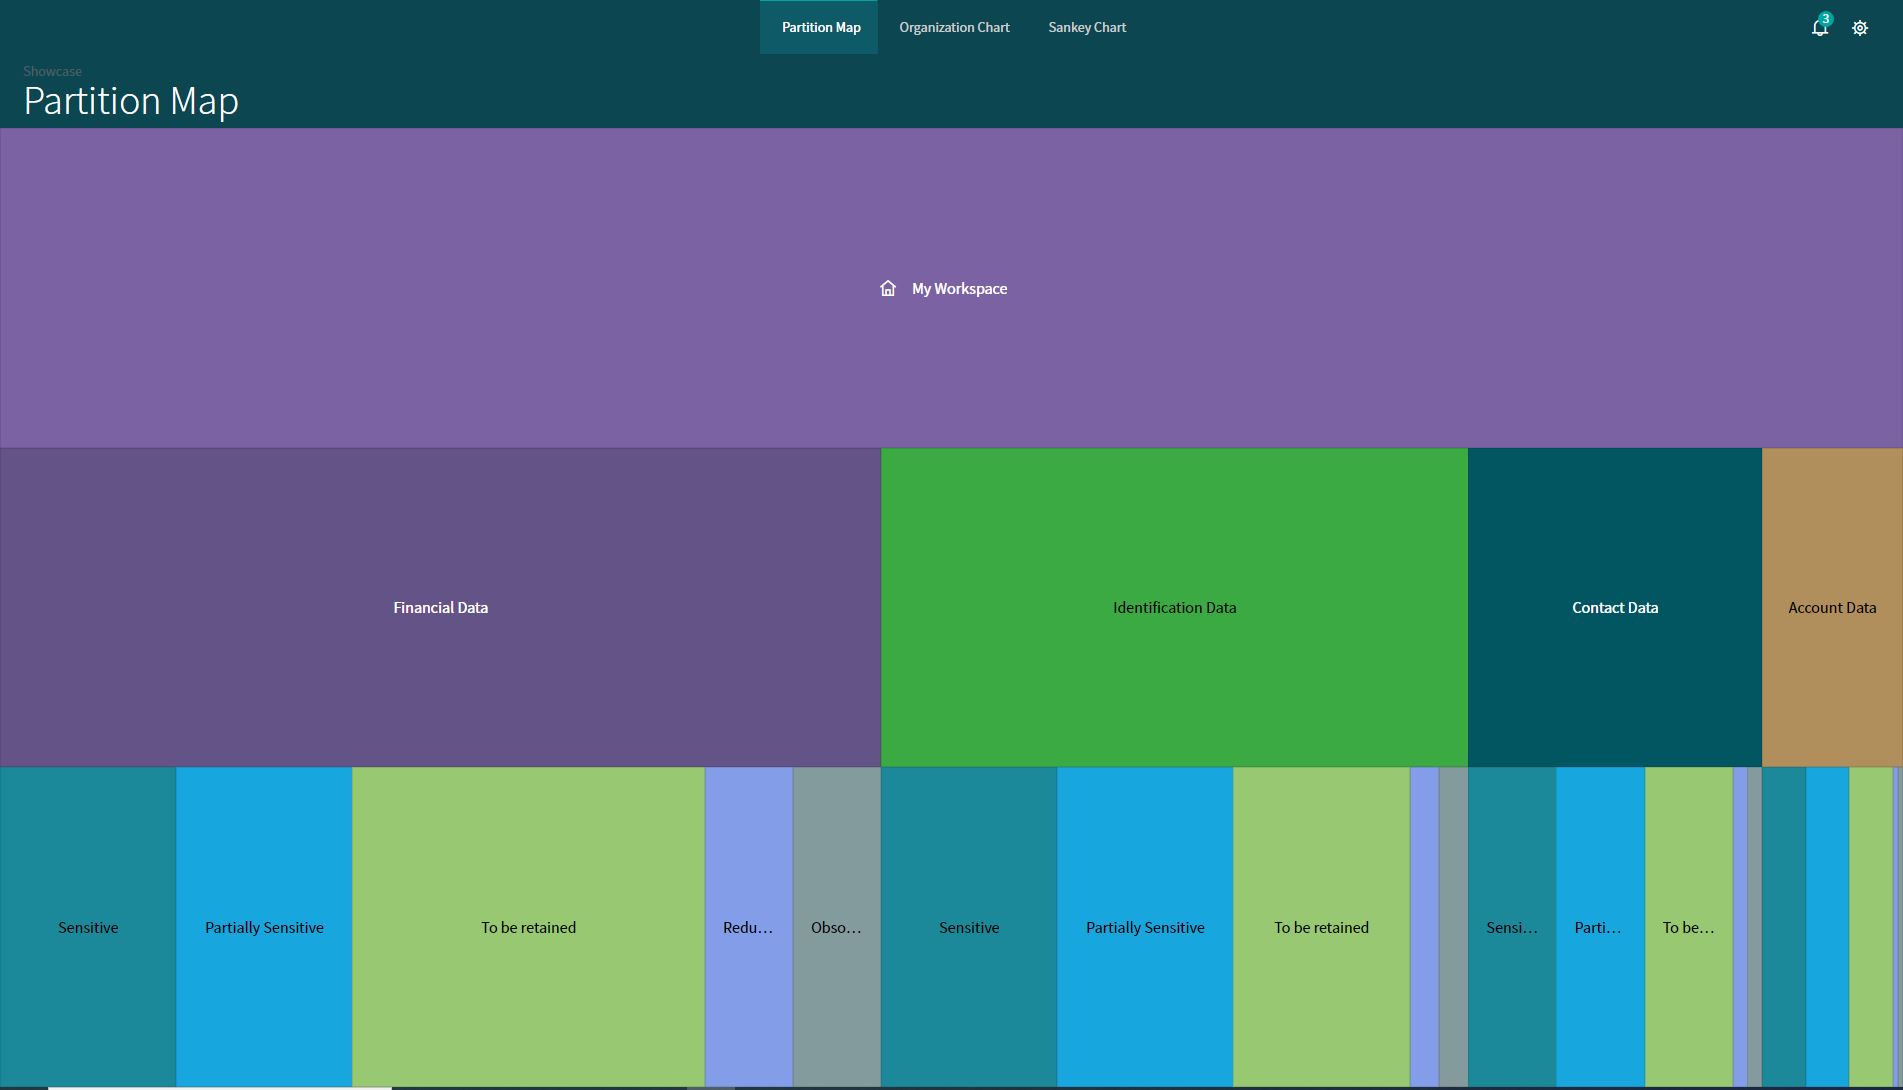 Partition Map
Organization Chart
Sankey Chart
3
Showcase
Partition Map
My Workspace
Financial Data
Identification Data
Contact Data
Account Data
Sensitive
Partially Sensitive
To be retained
Redu…
Obso…
Sensitive
Partially Sensitive
To be retained
Sensi…
Parti…
To be…